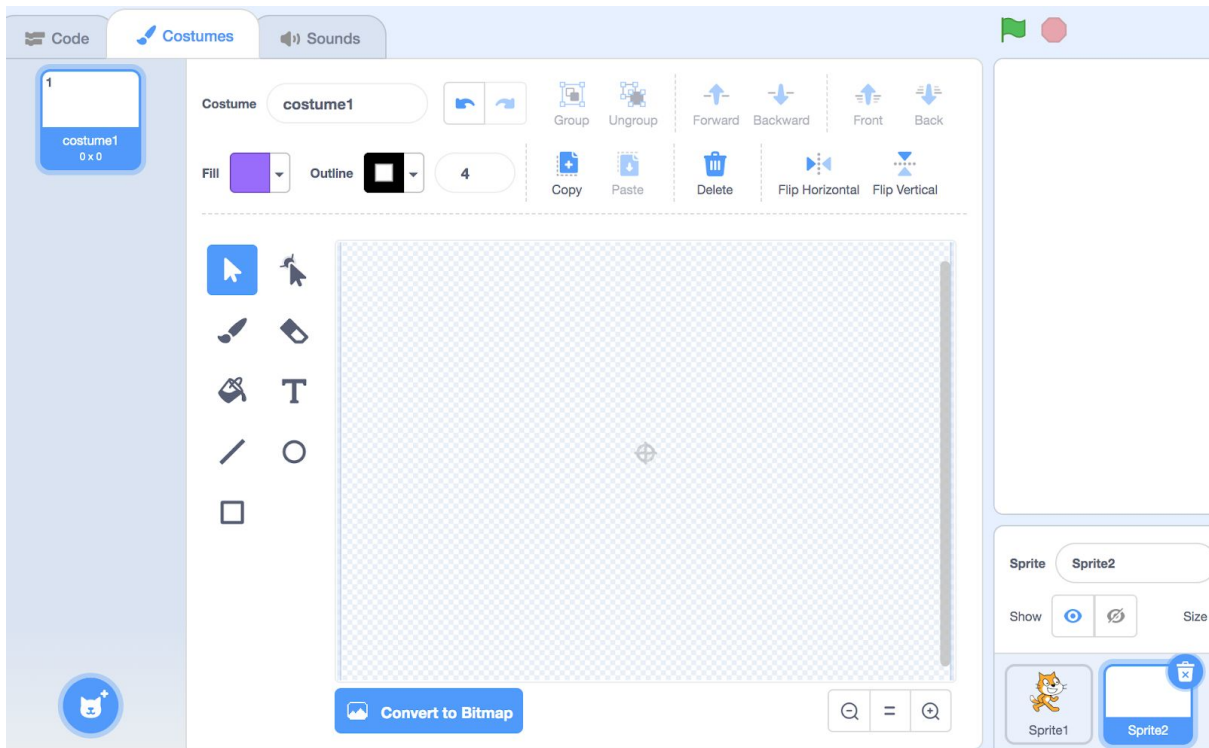 Code
Costumes
Sounds
1
costume1
0 x 0
Costume
costume1
Group
Ungroup
Forward
Backward
Front
Back
Fill
Outline
4
Copy
Paste
Delete
Flip Horizontal
Flip Vertical
T
Convert to Bitmap
Sprite
Sprite2
Show
Size
Sprite1
Sprite2